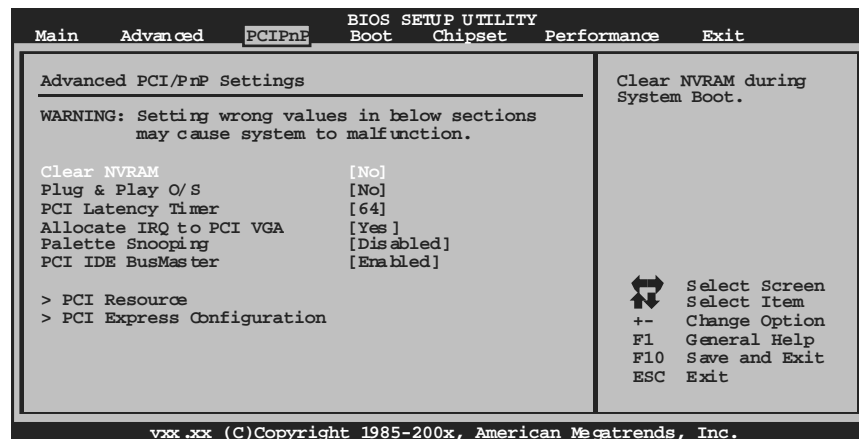 BIOS SETUP UTILITY
Main Advanced PCIPnP Boot Chipset Performance Exit
Advanced PCI/PnP Settings
WARNING: Setting wrong values in below sections
may cause system to malfunction.
Clear NVRAM [No]
Plug & Play O/S [No]
PCI Latency Timer [64]
Allocate IRQ to PCI VGA [Yes]
Palette Snooping [Disabled]
PCI IDE BusMaster [Enabled]
> PCI Resource
> PCI Express Configuration
Clear NVRAM during
System Boot.
Select Screen
Select Item
+- Change Option
F1 General Help
F10 Save and Exit
ESC Exit
vxx.xx (C)Copyright 1985-200x, American Megatrends, Inc.